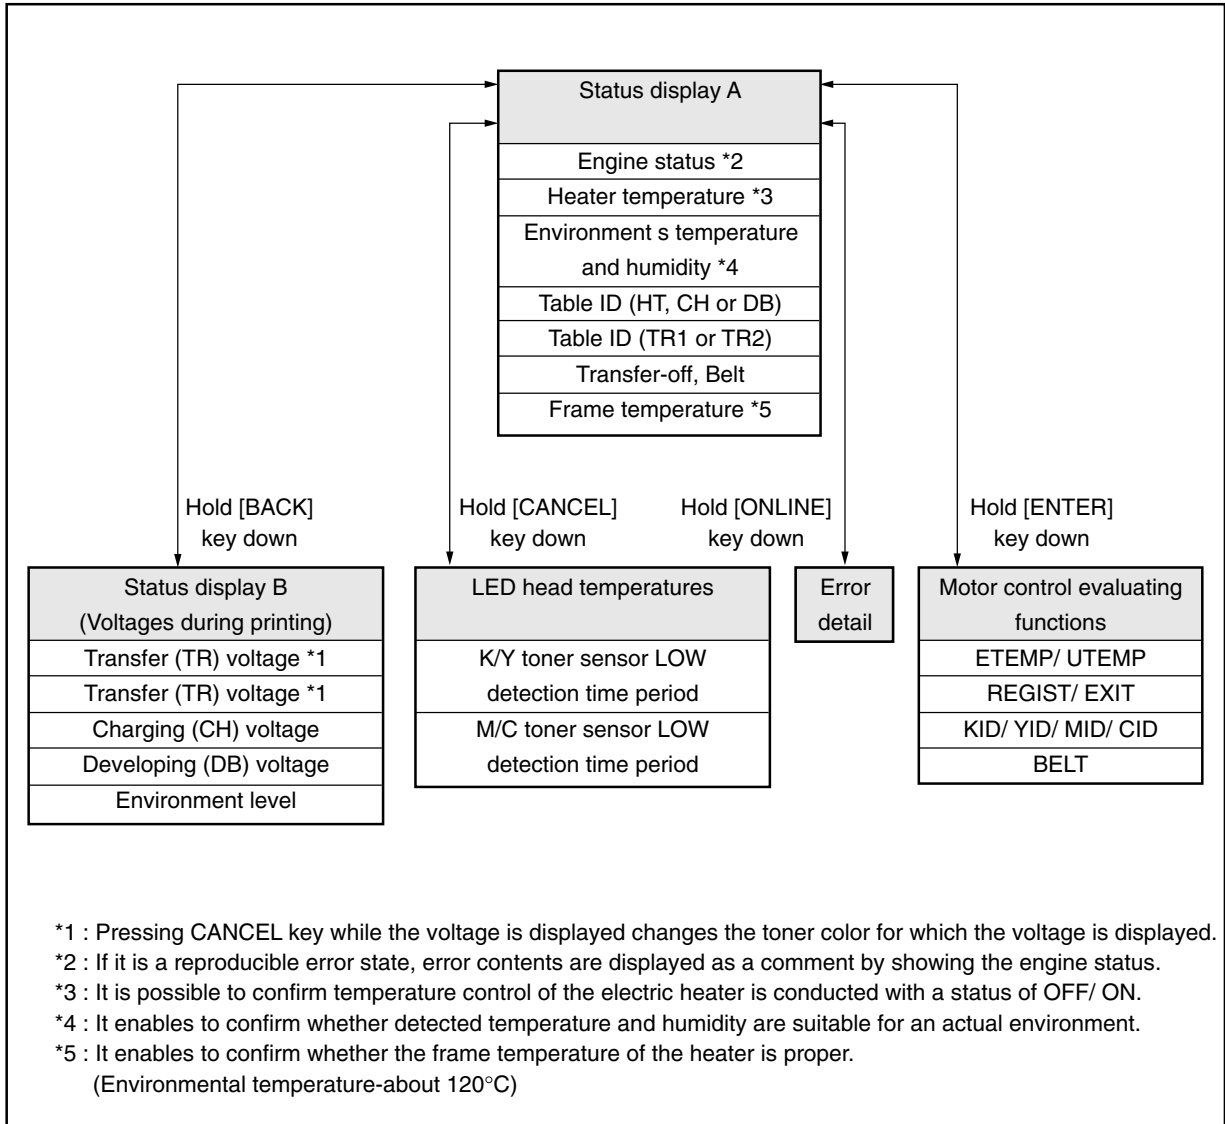 Status display A
Engine status *2
Heater temperature *3
Environment s temperature
and humidity *4
Table ID (HT, CH or DB)
Table ID (TR1 or TR2)
Transfer-off, Belt
Frame temperature *5
Hold [BACK]
key down
Hold [CANCEL]
key down
Hold [ONLINE]
key down
Hold [ENTER]
key down
Status display B
(Voltages during printing)
Transfer (TR) voltage *1
Transfer (TR) voltage *1
Charging (CH) voltage
Developing (DB) voltage
Environment level
LED head temperatures
K/Y toner sensor LOW
detection time period
M/C toner sensor LOW
detection time period
Error
detail
Motor control evaluating
functions
ETEMP/ UTEMP
REGIST/ EXIT
KID/ YID/ MID/ CID
BELT
*1 : Pressing CANCEL key while the voltage is displayed changes the toner color for which the voltage is displayed.
*2 : If it is a reproducible error state, error contents are displayed as a comment by showing the engine status.
*3 : It is possible to confirm temperature control of the electric heater is conducted with a status of OFF/ ON.
*4 : It enables to confirm whether detected temperature and humidity are suitable for an actual environment.
*5 : It enables to confirm whether the frame temperature of the heater is proper.
(Environmental temperature-about 120°C)